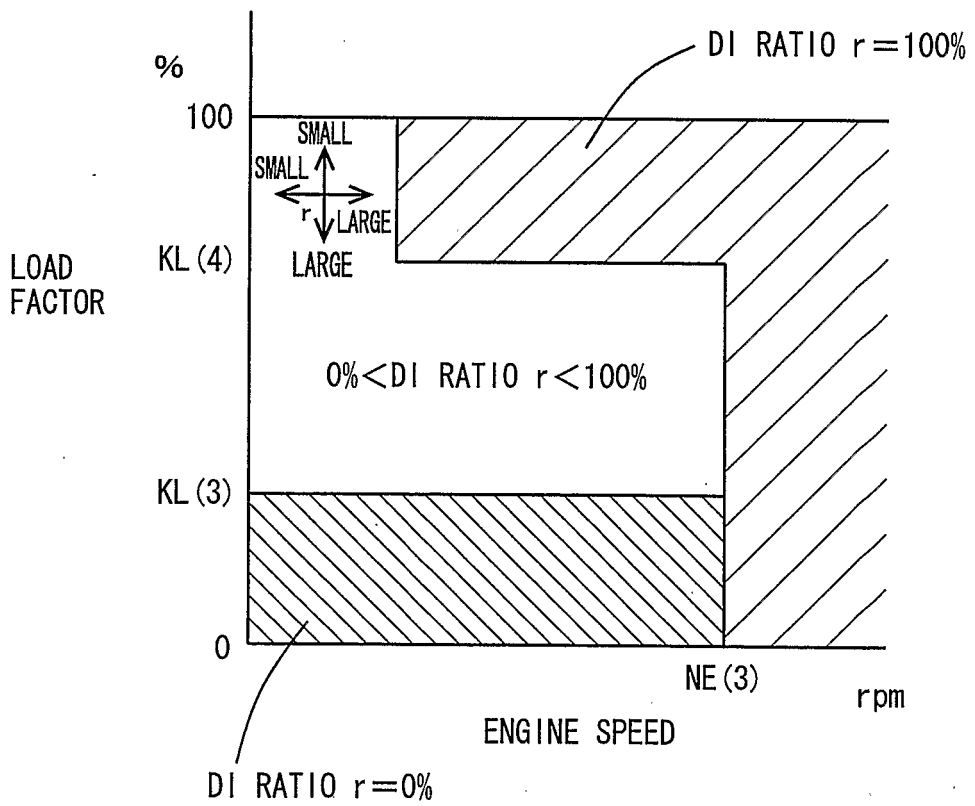 DI RATIO r=100%
%
100
SMALL
SMALL
r
LARGE
LARGE
KL(4)
LOAD
FACTOR
0%<DI RATIO r<100%
KL(3)
0
NE(3)
rpm
ENGINE SPEED
DI RATIO r=0%